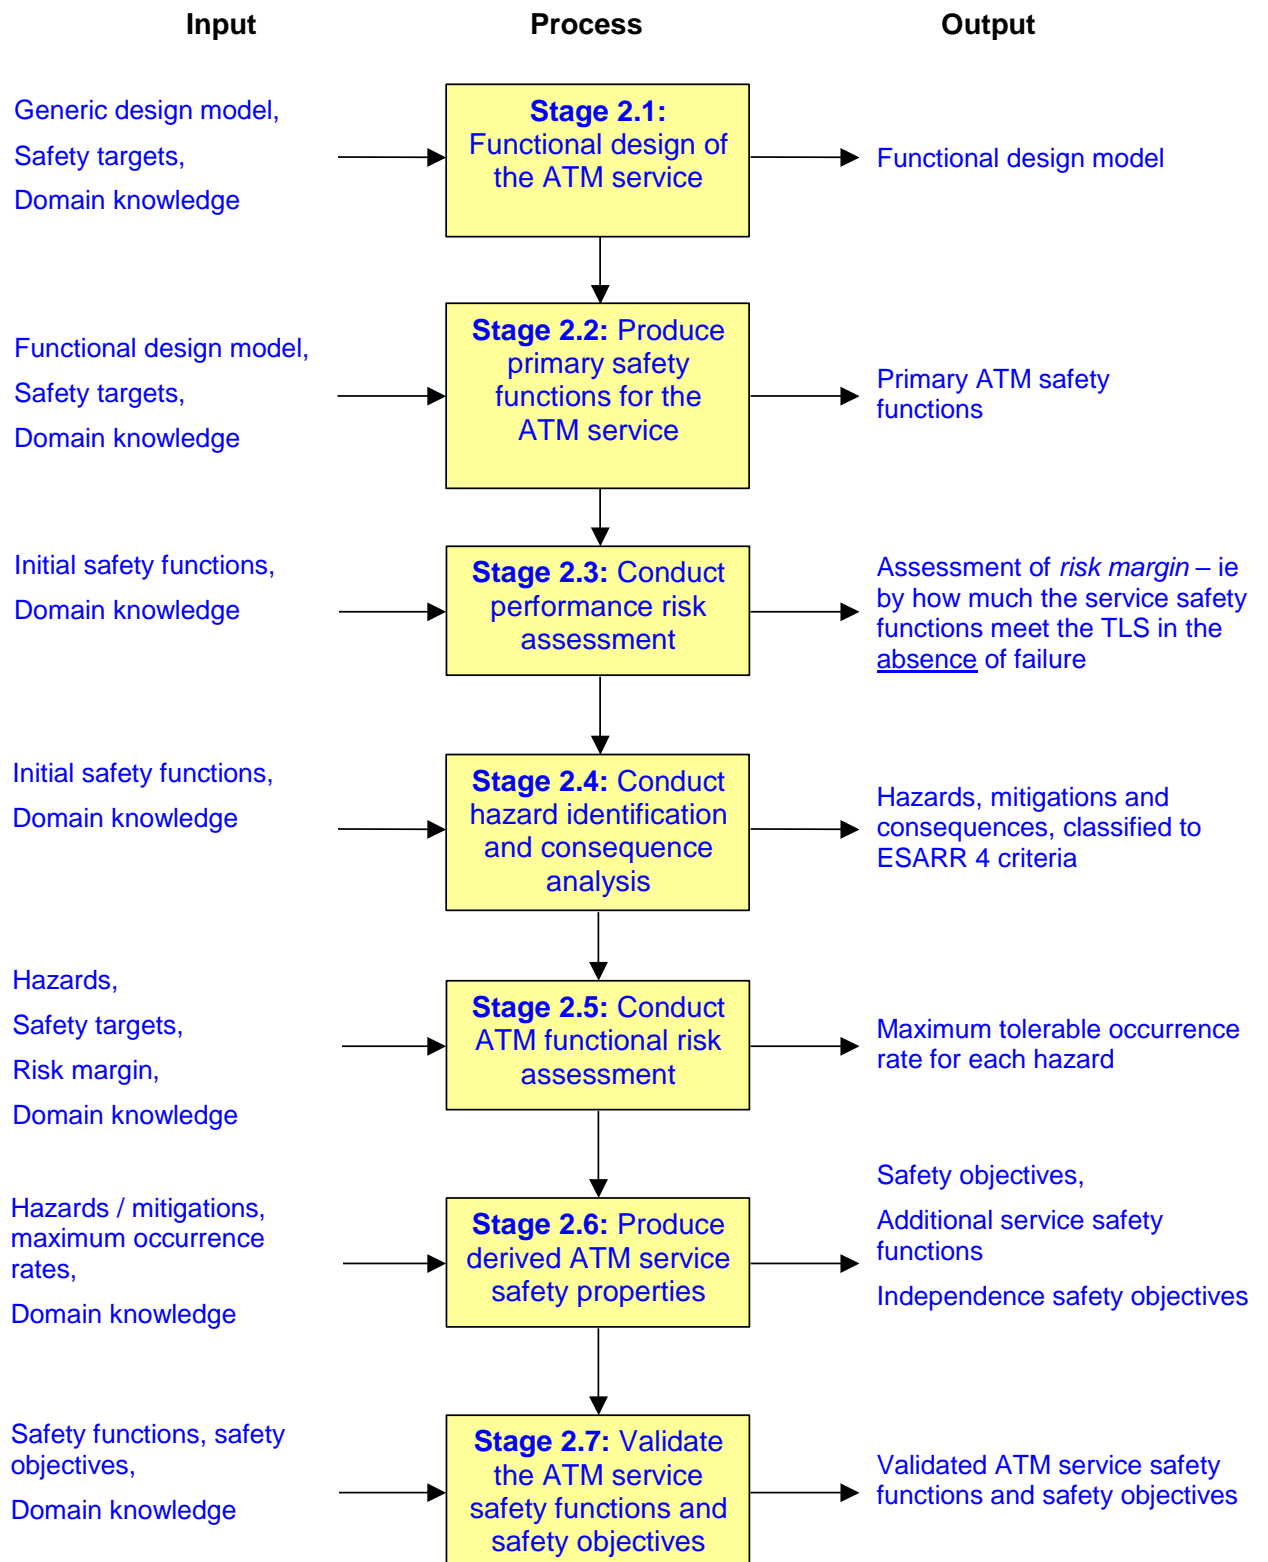 Input
Process
Output
Generic design model,
Safety targets,
Domain knowledge
Stage 2.1:
Functional design of
the ATM service
Functional design model
Functional design model,
Safety targets,
Domain knowledge
Stage 2.2: Produce
primary safety
functions for the
ATM service
Primary ATM safety
functions
Initial safety functions,
Domain knowledge
Stage 2.3: Conduct
performance risk
assessment
Assessment of risk margin – ie
by how much the service safety
functions meet the TLS in the
absence of failure
Initial safety functions,
Domain knowledge
Stage 2.4: Conduct
hazard identification
and consequence
analysis
Hazards, mitigations and
consequences, classified to
ESARR 4 criteria
Hazards,
Safety targets,
Risk margin,
Domain knowledge
Stage 2.5: Conduct
ATM functional risk
assessment
Maximum tolerable occurrence
rate for each hazard
Hazards / mitigations,
maximum occurrence
rates,
Domain knowledge
Stage 2.6: Produce
derived ATM service
safety properties
Safety objectives,
Additional service safety
functions
Independence safety objectives
Safety functions, safety
objectives,
Domain knowledge
Stage 2.7: Validate
the ATM service
safety functions and
safety objectives
Validated ATM service safety
functions and safety objectives